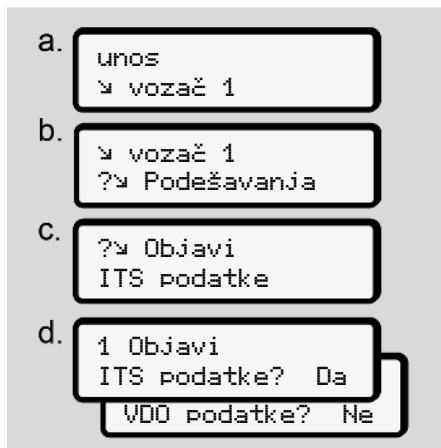 a.
unos
↘ vozač 1
b.
↘ vozač 1
?↘ Podešavanja
c.
?↘ Objavi
ITS podatke
d.
1 Objavi
ITS podatke? Da
VDO podatke? Ne